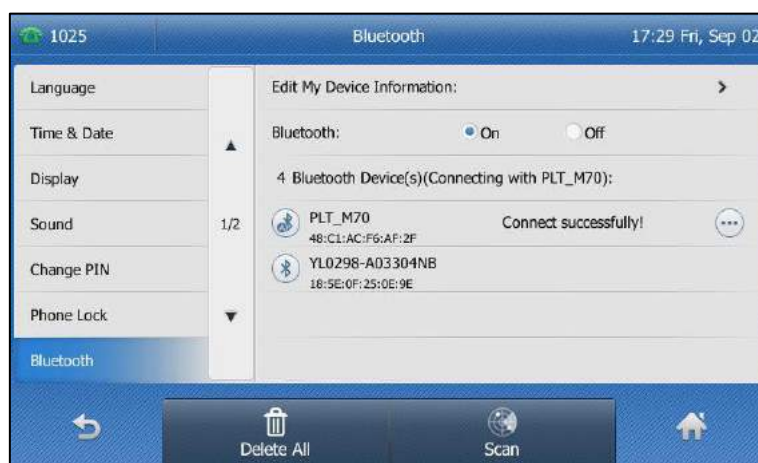 1025
Bluetooth
17:29 Fri, Sep 02
Language
Time & Date
Display
Sound
Change PIN
Phone Lock
Bluetooth
1/2
Edit My Device Information:
Bluetooth: On Off
4 Bluetooth Device(s)(Connecting with PLT_M70):
PLT_M70 Connect successfully!
48:C1:AC:F6:AF:2F
YL0298-A03304NB
18:5E:0F:25:0E:9E
Delete All
Scan